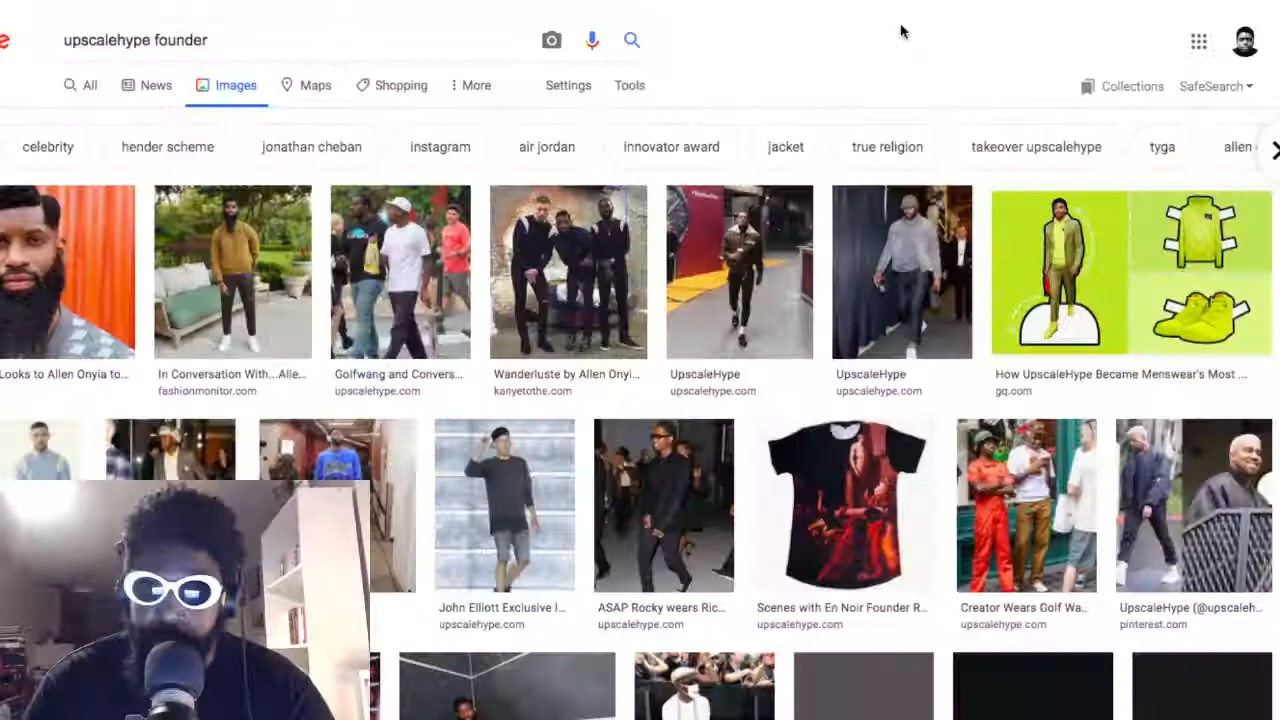 upscalehype founder
All
News
Images
Maps
Shopping
More
Settings
Tools
Collections
SafeSearch
celebrity
hender scheme
jonathan cheban
instagram
air jordan
innovator award
jacket
true religion
takeover upscalehype
tyga
allen
Looks to Allen Onyia to...
In Conversation With...Alle...
fashionmonitor.com
Golfwang and Convers...
upscalehype.com
Wanderluste by Allen Onyi...
kanyetothe.com
UpscaleHype
upscalehype.com
UpscaleHype
upscalehype.com
How UpscaleHype Became Menswear's Most ...
gq.com
John Elliott Exclusive I...
upscalehype.com
ASAP Rocky wears Ric...
upscalehype.com
Scenes with En Noir Founder R...
upscalehype.com
Creator Wears Golf Wa...
upscalehype.com
UpscaleHype (@upscaleh...
pinterest.com